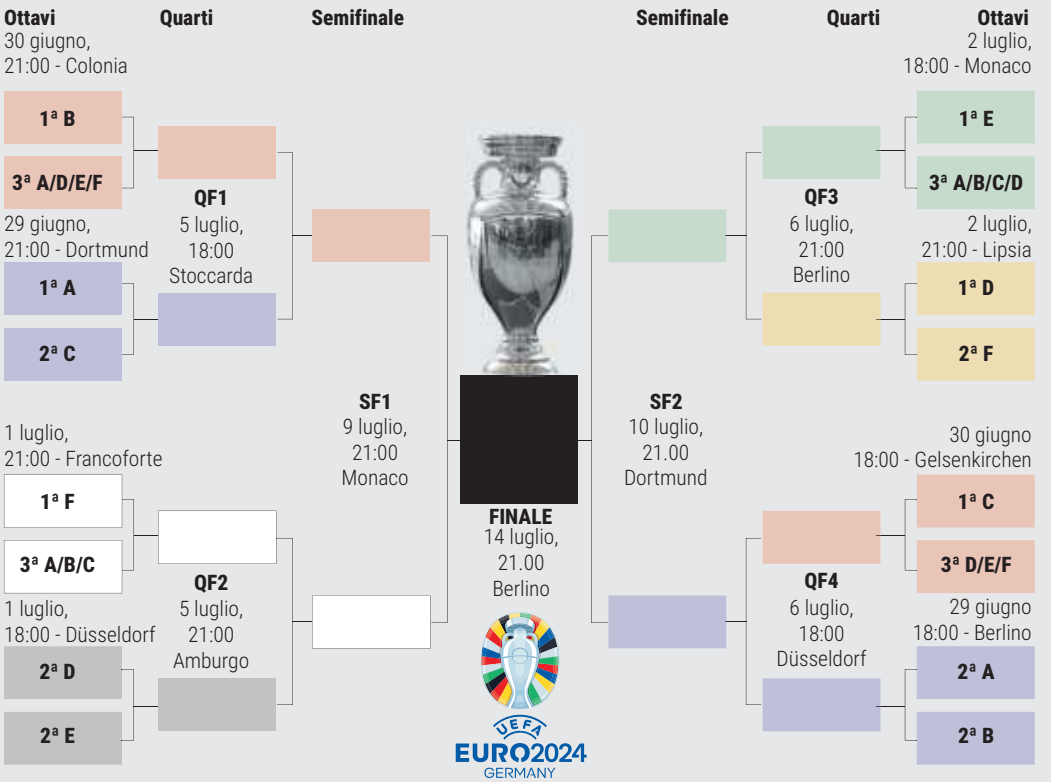 Ottavi
Quarti
Semifinale
Semifinale
Quarti
Ottavi
30 giugno,
21:00 - Colonia
1ª B
3ª A/D/E/F
29 giugno,
21:00 - Dortmund
1ª A
2ª C
QF1
5 luglio,
18:00
Stoccarda
1 luglio,
21:00 - Francoforte
1ª F
3ª A/B/C
1 luglio,
18:00 - Düsseldorf
2ª D
2ª E
QF2
5 luglio,
21:00
Amburgo
SF1
9 luglio,
21:00
Monaco
FINALE
14 luglio,
21.00
Berlino
UEFA
EURO2024
GERMANY
SF2
10 luglio,
21.00
Dortmund
QF3
6 luglio,
21:00
Berlino
2 luglio,
18:00 - Monaco
1ª E
3ª A/B/C/D
2 luglio,
21:00 - Lipsia
1ª D
2ª F
QF4
6 luglio,
18:00
Düsseldorf
30 giugno
18:00 - Gelsenkirchen
1ª C
3ª D/E/F
29 giugno
18:00 - Berlino
2ª A
2ª B